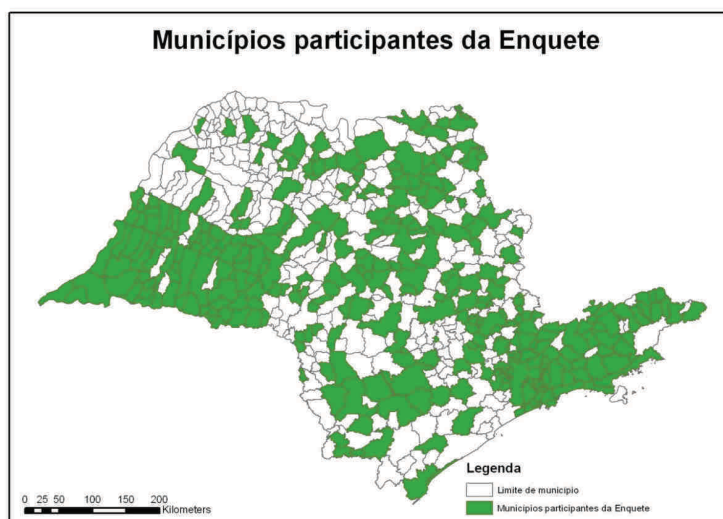 Municípios participantes da Enquete
Legenda
Limite de município
Municípios participantes da Enquete
0 25 50 100 150 200
Kilometers